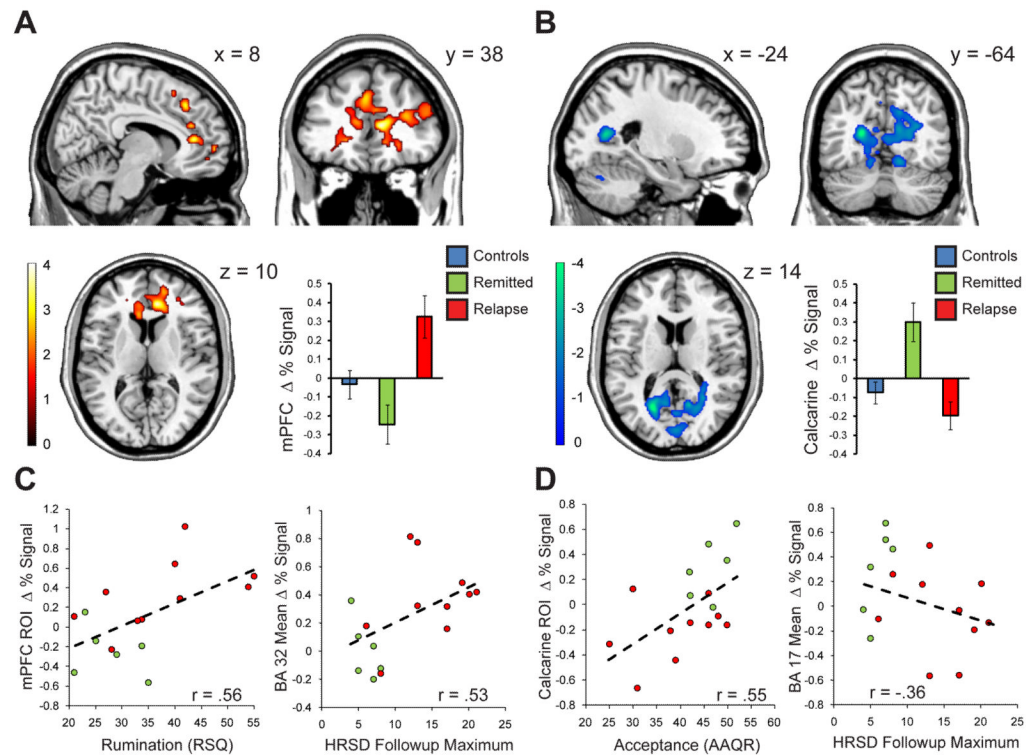 A
x = 8
y = 38
B
x = -24
y = -64
4
3
2
1
0
z = 10
Controls
Remitted
Relapse
mPFC Δ % Signal
0.5
0.4
0.3
0.2
0.1
0
-0.1
-0.2
-0.3
-0.4
-4
-3
-2
-1
0
z = 14
Controls
Remitted
Relapse
Calcarine Δ % Signal
0.5
0.4
0.3
0.2
0.1
0
-0.1
-0.2
-0.3
-0.4
C
mPFC ROI Δ % Signal
1.2
1
0.8
0.6
0.4
0.2
0
-0.2
-0.4
-0.6
-0.8
r = .56
20 25 30 35 40 45 50 55
Rumination (RSQ)
BA 32 Mean Δ % Signal
1
0.8
0.6
0.4
0.2
0
-0.2
-0.4
-0.6
-0.8
r = .53
0 5 10 15 20 25
HRSD Followup Maximum
D
Calcarine ROI Δ % Signal
0.8
0.6
0.4
0.2
0
-0.2
-0.4
-0.6
-0.8
r = .55
20 25 30 35 40 45 50 55 60
Acceptance (AAQR)
BA 17 Mean Δ % Signal
0.8
0.6
0.4
0.2
0
-0.2
-0.4
-0.6
-0.8
r = -.36
0 5 10 15 20 25
HRSD Followup Maximum